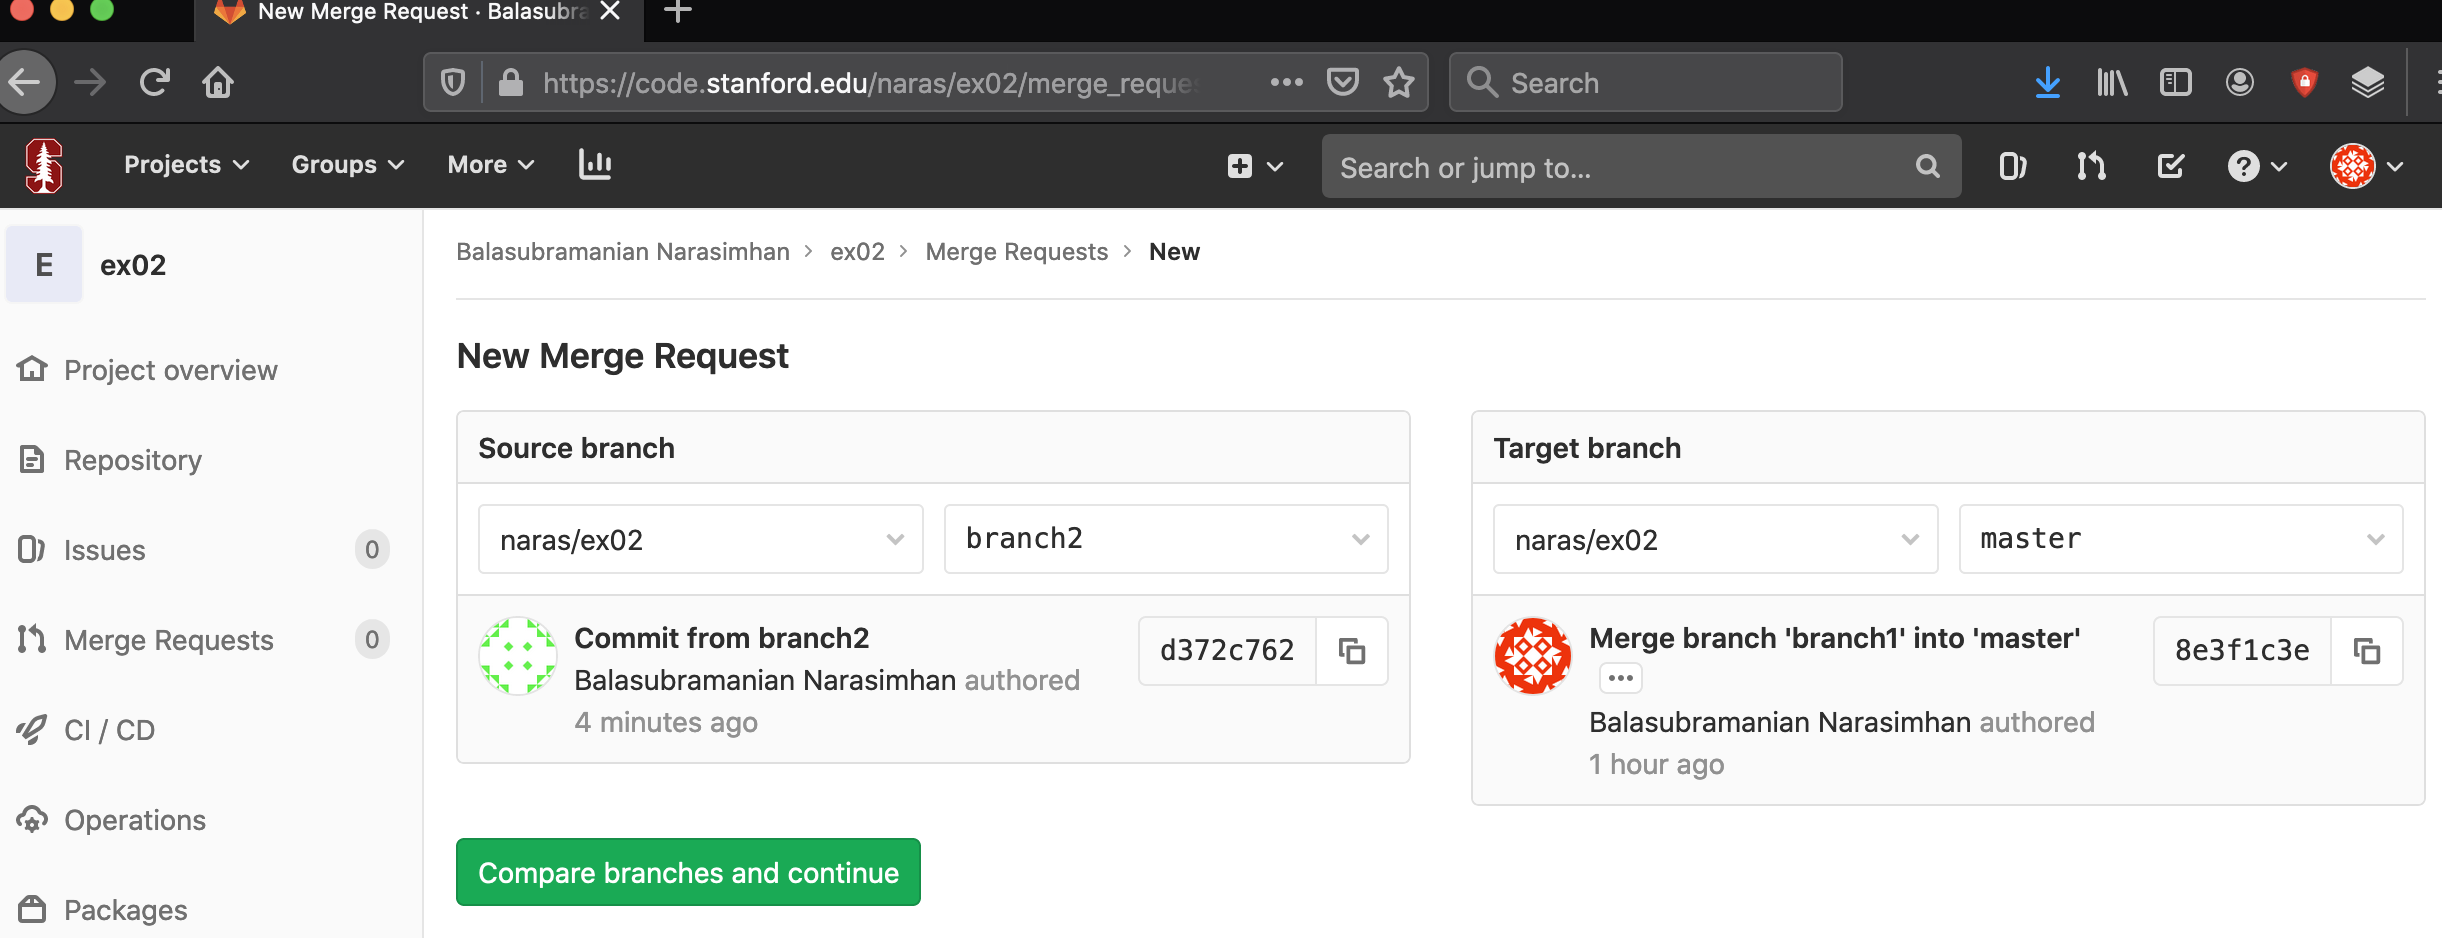 New Merge Request · Balasubra
https://code.stanford.edu/naras/ex02/merge_reques
Search
Projects Groups More
Search or jump to...
E ex02
Balasubramanian Narasimhan > ex02 > Merge Requests > New
New Merge Request
Project overview
Repository
Issues 0
Merge Requests 0
CI / CD
Operations
Packages
Source branch
naras/ex02 branch2
Commit from branch2 d372c762
Balasubramanian Narasimhan authored
4 minutes ago
Target branch
naras/ex02 master
Merge branch 'branch1' into 'master' 8e3f1c3e
Balasubramanian Narasimhan authored
1 hour ago
Compare branches and continue